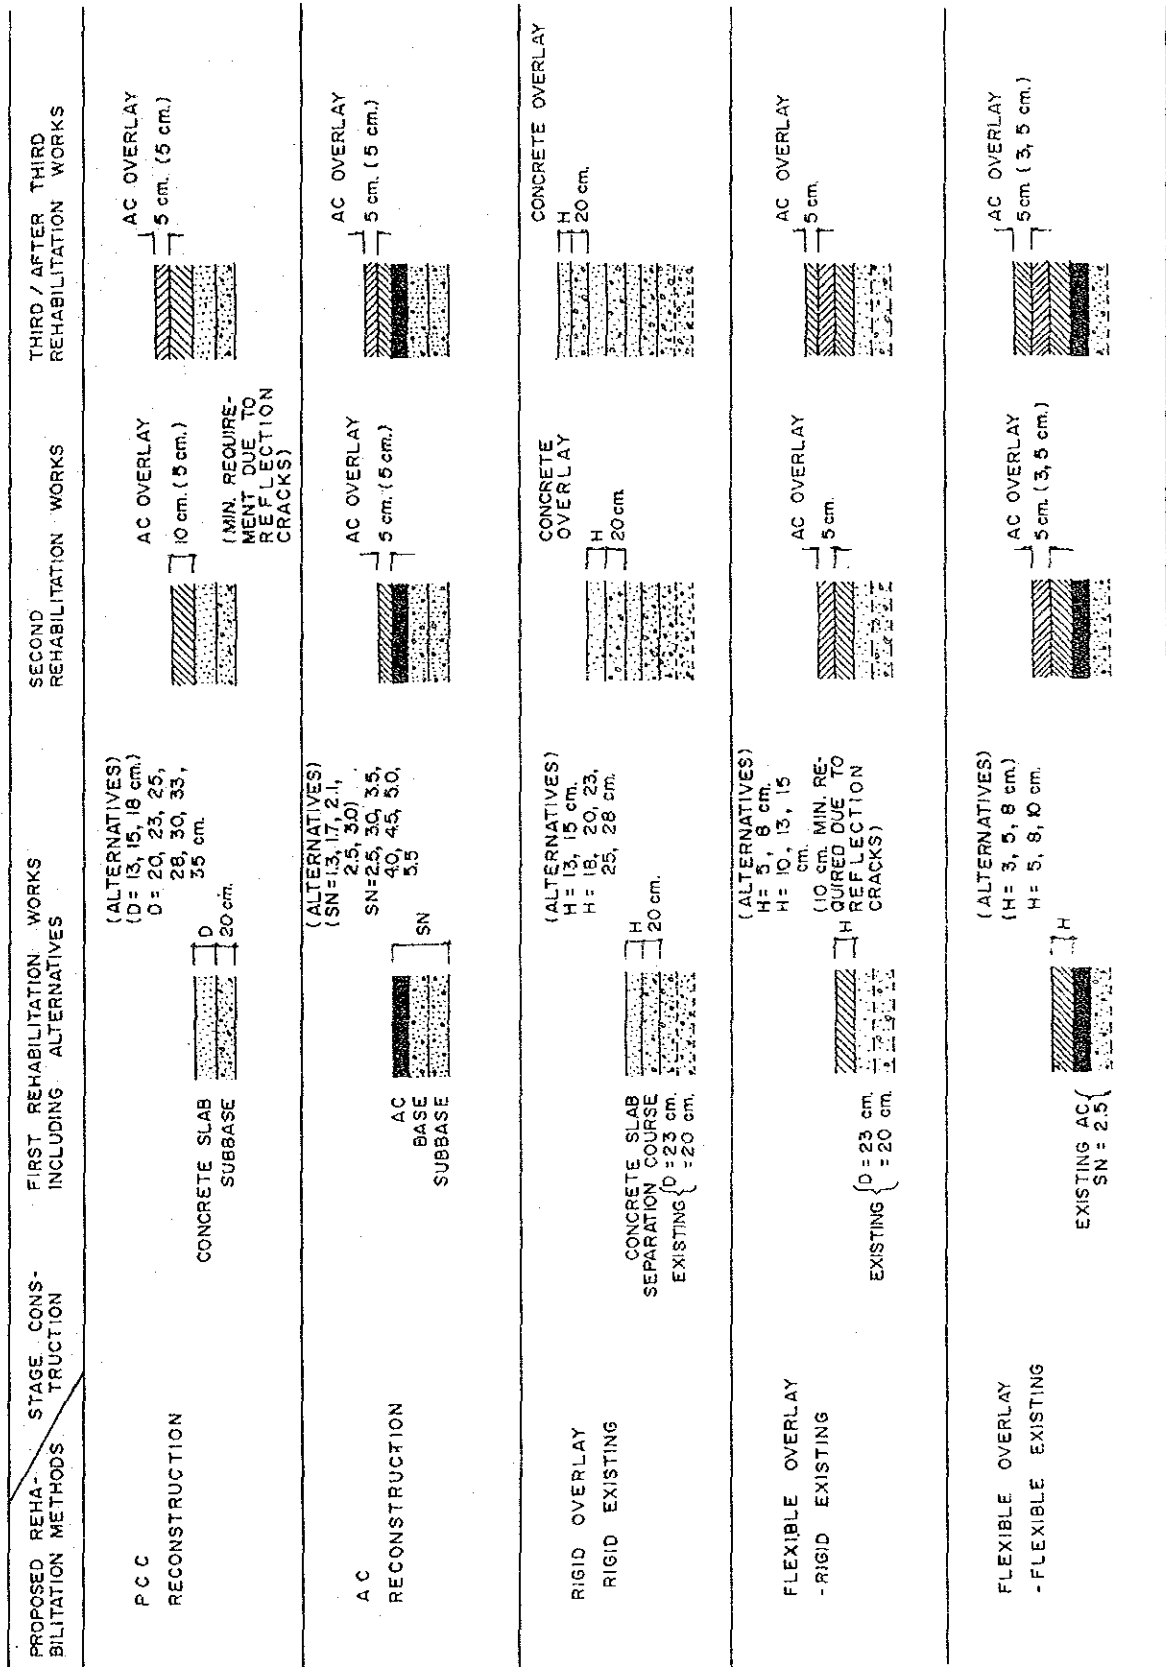 PROPOSED REHA-
BILITATION METHODS
STAGE CONS-
TRUCTION
FIRST REHABILITATION WORKS
INCLUDING ALTERNATIVES
SECOND
REHABILITATION WORKS
THIRD / AFTER THIRD
REHABILITATION WORKS
PCC
RECONSTRUCTION
CONCRETE SLAB
SUBBASE
D
20 cm.
(ALTERNATIVES)
(D = 13, 15, 18 cm.)
D = 20, 23, 25,
28, 30, 33,
35 cm.
AC OVERLAY
10 cm. (5 cm.)
(MIN. REQUIRE-
MENT DUE TO
REFLECTION
CRACKS)
AC OVERLAY
5 cm. (5 cm.)
AC
RECONSTRUCTION
AC
BASE
SUBBASE
SN
(ALTERNATIVES)
(SN = 1.3, 1.7, 2.1,
2.5, 3.0)
SN = 2.5, 3.0, 3.5,
4.0, 4.5, 5.0,
5.5
AC OVERLAY
5 cm. (5 cm.)
AC OVERLAY
5 cm. (5 cm.)
RIGID OVERLAY
RIGID EXISTING
CONCRETE SLAB
SEPARATION COURSE
EXISTING { D = 23 cm.
= 20 cm.
H
20 cm.
(ALTERNATIVES)
H = 13, 15 cm.
H = 18, 20, 23,
25, 28 cm.
CONCRETE
OVERLAY
H
20 cm
CONCRETE OVERLAY
H
20 cm.
FLEXIBLE OVERLAY
- RIGID EXISTING
EXISTING { D = 23 cm.
= 20 cm.
H
(ALTERNATIVES)
H = 5, 8 cm.
H = 10, 13, 15
cm.
(10 cm. MIN. RE-
QUIRED DUE TO
REFLECTION
CRACKS)
AC OVERLAY
5 cm.
AC OVERLAY
5 cm.
FLEXIBLE OVERLAY
- FLEXIBLE EXISTING
EXISTING AC {
SN = 2.5
H
(ALTERNATIVES)
(H = 3, 5, 8 cm.)
H = 5, 8, 10 cm.
AC OVERLAY
5 cm. (3, 5 cm.)
AC OVERLAY
5 cm (3, 5 cm.)